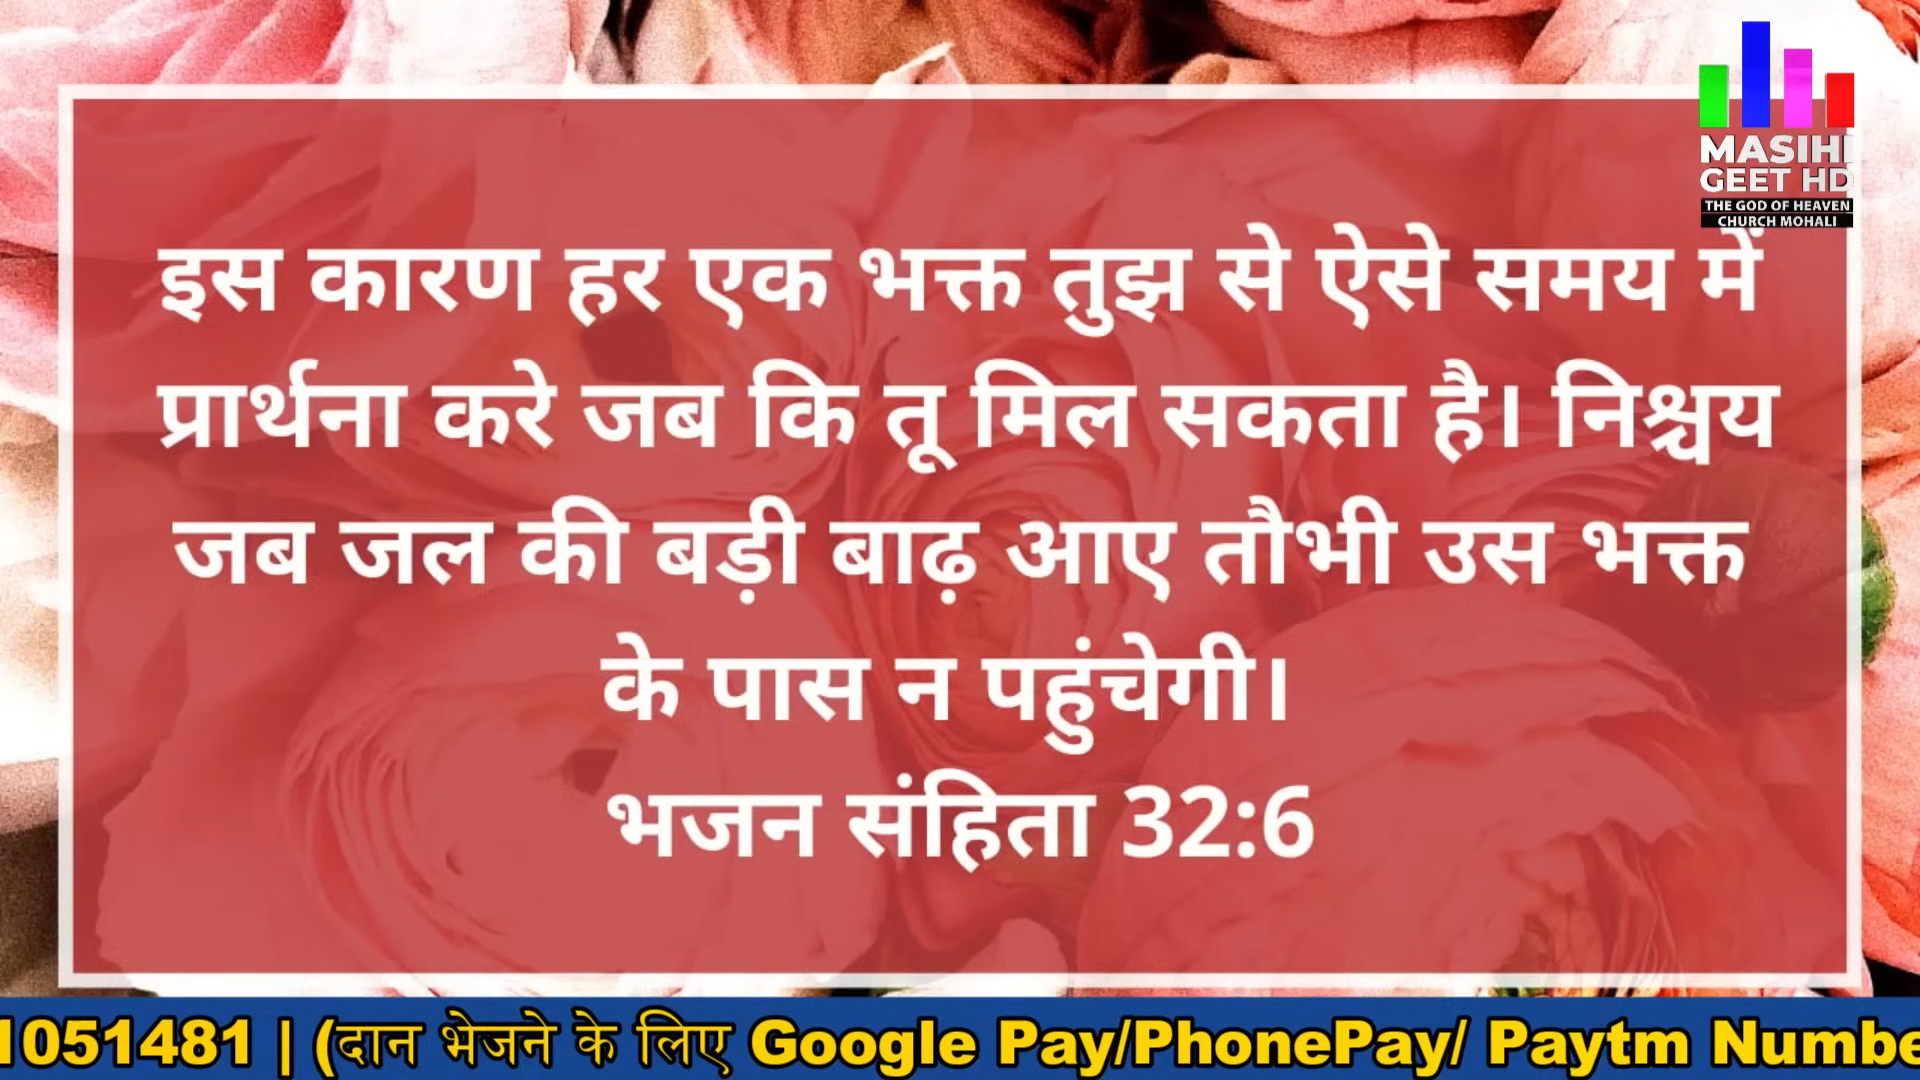 MASIHI
GEET HD
THE GOD OF HEAVEN
CHURCH MOHALI
इस कारण हर एक भक्त तुझ से ऐसे समय में
प्रार्थना करे जब कि तू मिल सकता है। निश्चय
जब जल की बड़ी बाढ़ आए तौभी उस भक्त
के पास न पहुंचेगी।
भजन संहिता 32:6
1051481 | (दान भेजने के लिए Google Pay/PhonePay/ Paytm Numbe